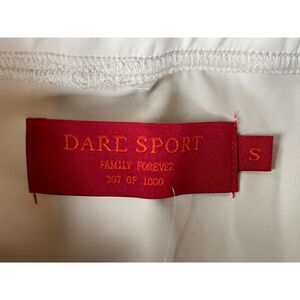 DARE SPORT
FAMILY FOREVER
397 OF 1000
S